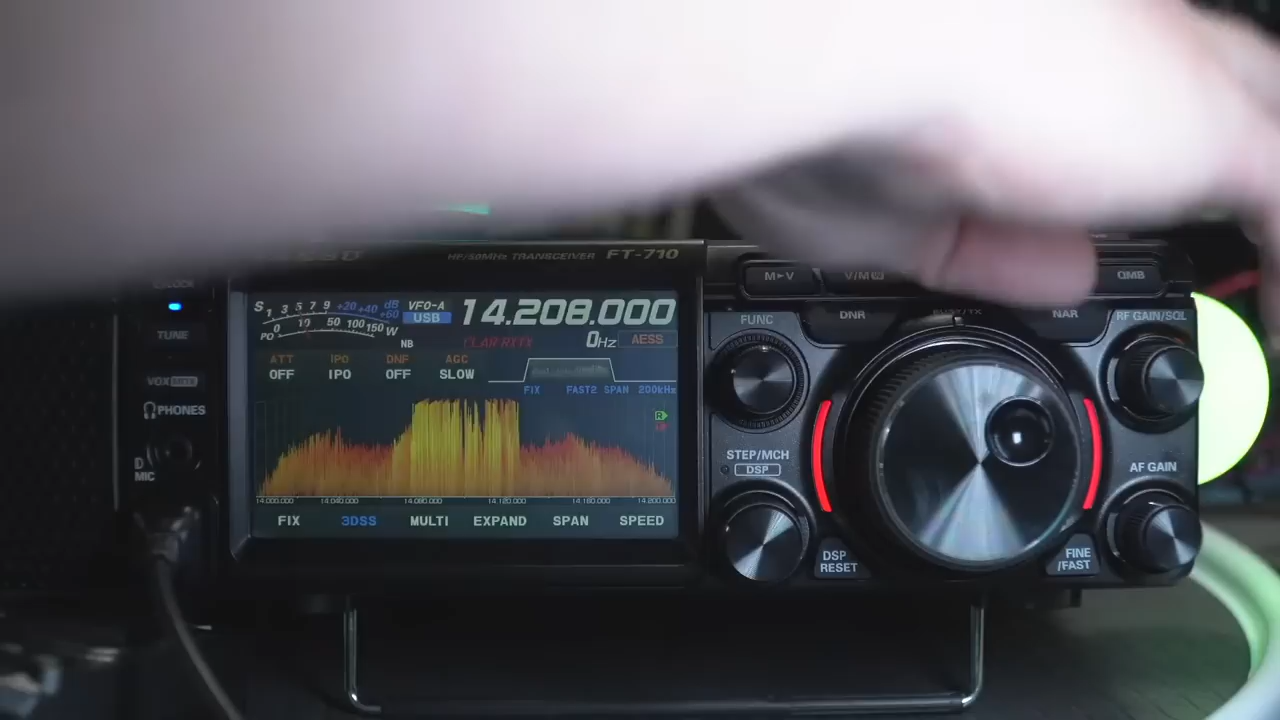 HF/50MHz TRANSCEIVER FT-710
M►V V/M QMB
TUNE
VOX
PHONES
MIC
S 1 3 5 7 9 +20 +40 +60 dB
PO 0 10 50 100 150 W
VFO-A
USB
14.208.000
NB
CLAR RXTX
0Hz
AESS
ATT IPO DNF AGC
OFF IPO OFF SLOW
FIX FAST2 SPAN 200kHz
14.000.000 14.040.000 14.080.000 14.120.000 14.160.000 14.200.000
FIX 3DSS MULTI EXPAND SPAN SPEED
FUNC
DNR
NAR
RF GAIN/SQL
STEP/MCH
DSP
AF GAIN
DSP RESET
FINE /FAST